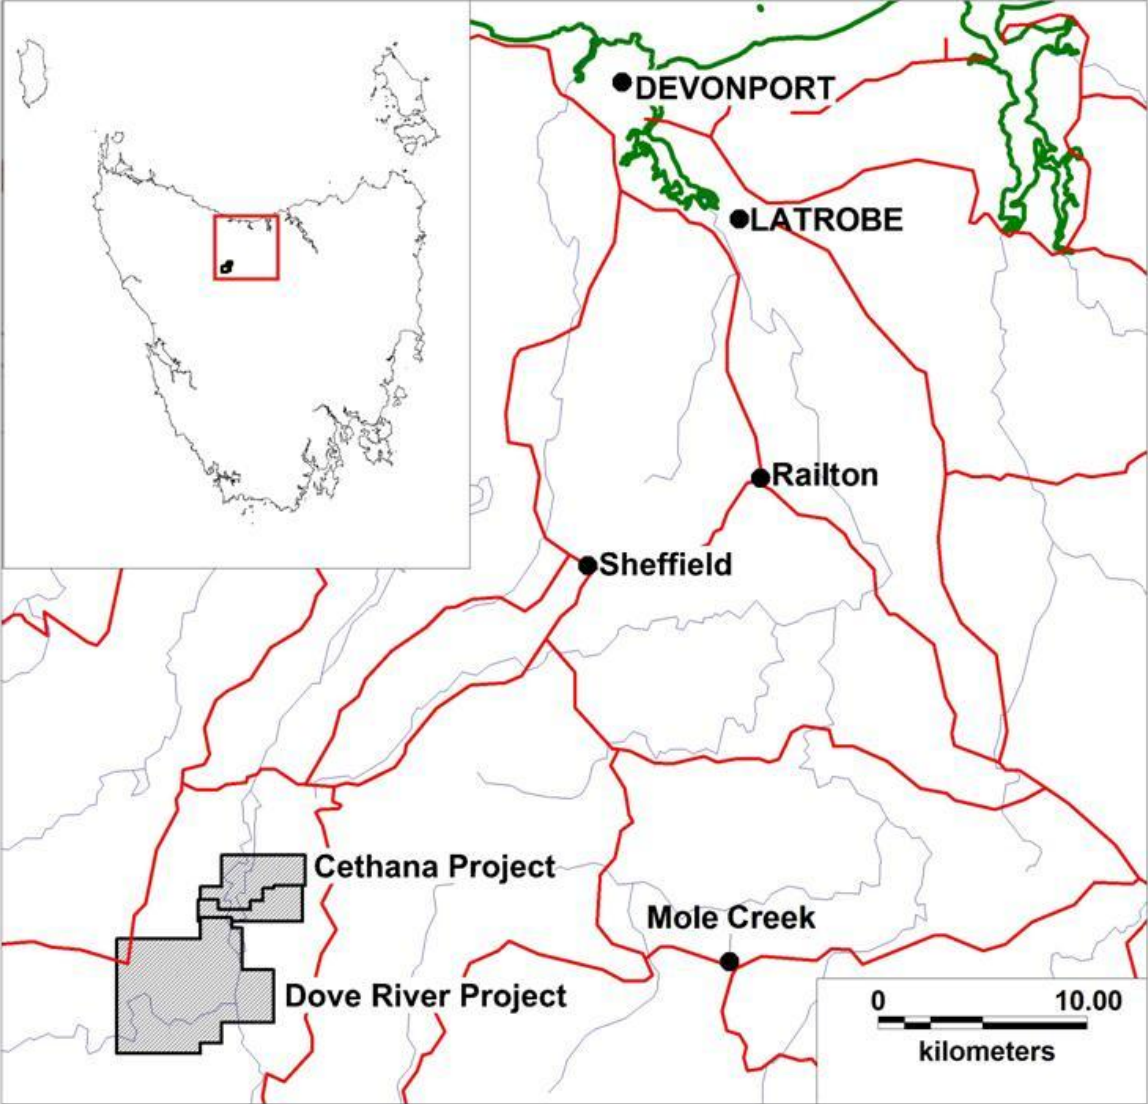 DEVONPORT
LATROBE
Railton
Sheffield
Cethana Project
Mole Creek
Dove River Project
0 10.00
kilometers